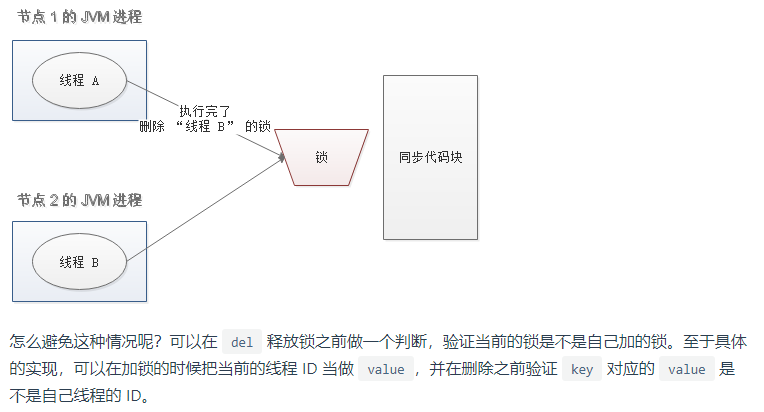 节点 1 的 JVM 进程
线程 A
执行完了
删除 “线程 B” 的锁
锁
同步代码块
节点 2 的 JVM 进程
线程 B
怎么避免这种情况呢？可以在 del 释放锁之前做一个判断，验证当前的锁是不是自己加的锁。至于具体
的实现，可以在加锁的时候把当前的线程 ID 当做 value，并在删除之前验证 key 对应的 value 是
不是自己线程的 ID。